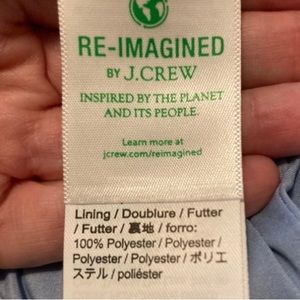 RE-IMAGINED
BY J.CREW
INSPIRED BY THE PLANET
AND ITS PEOPLE.
Learn more at
jcrew.com/reimagined
Lining / Doublure / Futter
/ Futter / 裏地 / forro:
100% Polyester / Polyester /
Polyester / Polyester / ポリエ
ステル / poliéster